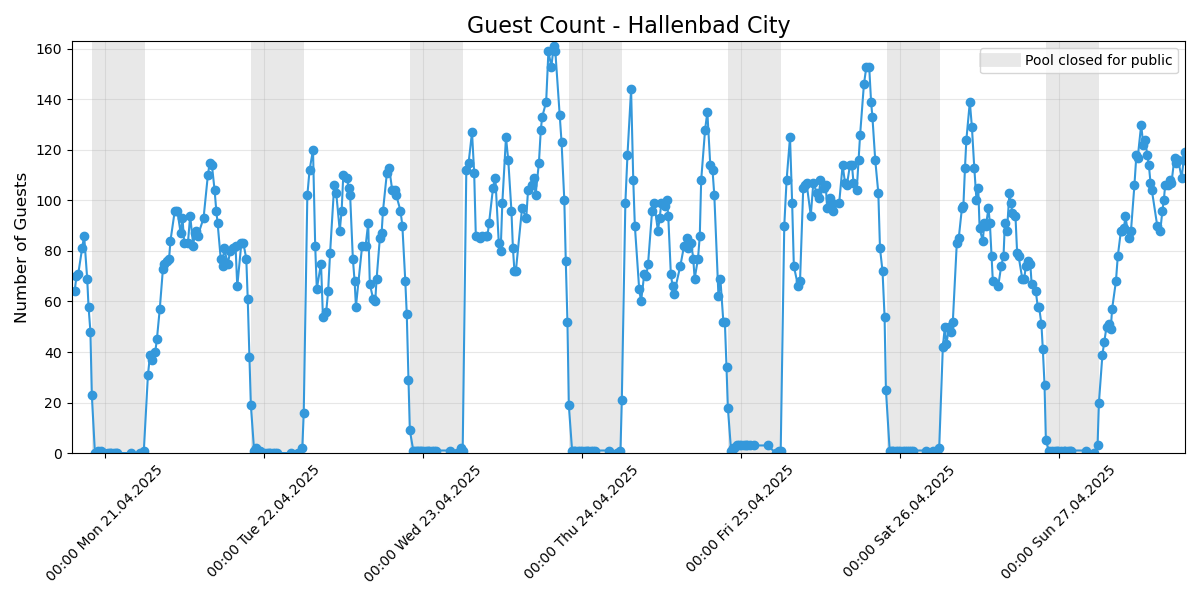 Guest Count - Hallenbad City
Pool closed for public
Number of Guests
160
140
120
100
80
60
40
20
0
00:00 Mon 21.04.2025
00:00 Tue 22.04.2025
00:00 Wed 23.04.2025
00:00 Thu 24.04.2025
00:00 Fri 25.04.2025
00:00 Sat 26.04.2025
00:00 Sun 27.04.2025